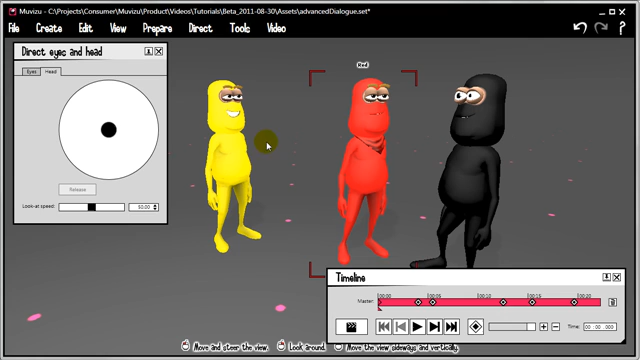 Muvizu - C:\Projects\Consumer\Muvizu\Product\Videos\Tutorials\Beta_2011-08-30\Assets\advancedDialogue.set*
File Create Edit View Prepare Direct Tools Video
Direct eyes and head
Eyes Head
Release
Look-at speed: 50.00
Red
Timeline
Master:
00:00 00:05 00:10 00:15 00:20
Time: 00 : 00 . 000
Move and steer the view. Look around. Move the view sideways and vertically.